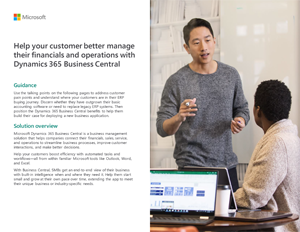 Microsoft
Help your customer better manage
their financials and operations with
Dynamics 365 Business Central
Guidance
Use the talking points on the following pages to address customer
pain points and understand where your customers are in their ERP
buying journey. Discern whether they have outgrown their basic
accounting software or need to replace legacy ERP systems. Then
position the Dynamics 365 Business Central benefits to help them
build their case for deploying a new business application.
Solution overview
Microsoft Dynamics 365 Business Central is a business management
solution that helps companies connect their financials, sales, service,
and operations to streamline business processes, improve customer
interactions, and make better decisions.
Help your customers boost efficiency with automated tasks and
workflows—all from within familiar Microsoft tools like Outlook, Word,
and Excel.
With Business Central, SMBs get an end-to-end view of their business
with built-in intelligence when and where they need it. Help them start
small and grow at their own pace over time, extending the app to meet
their unique business or industry-specific needs.